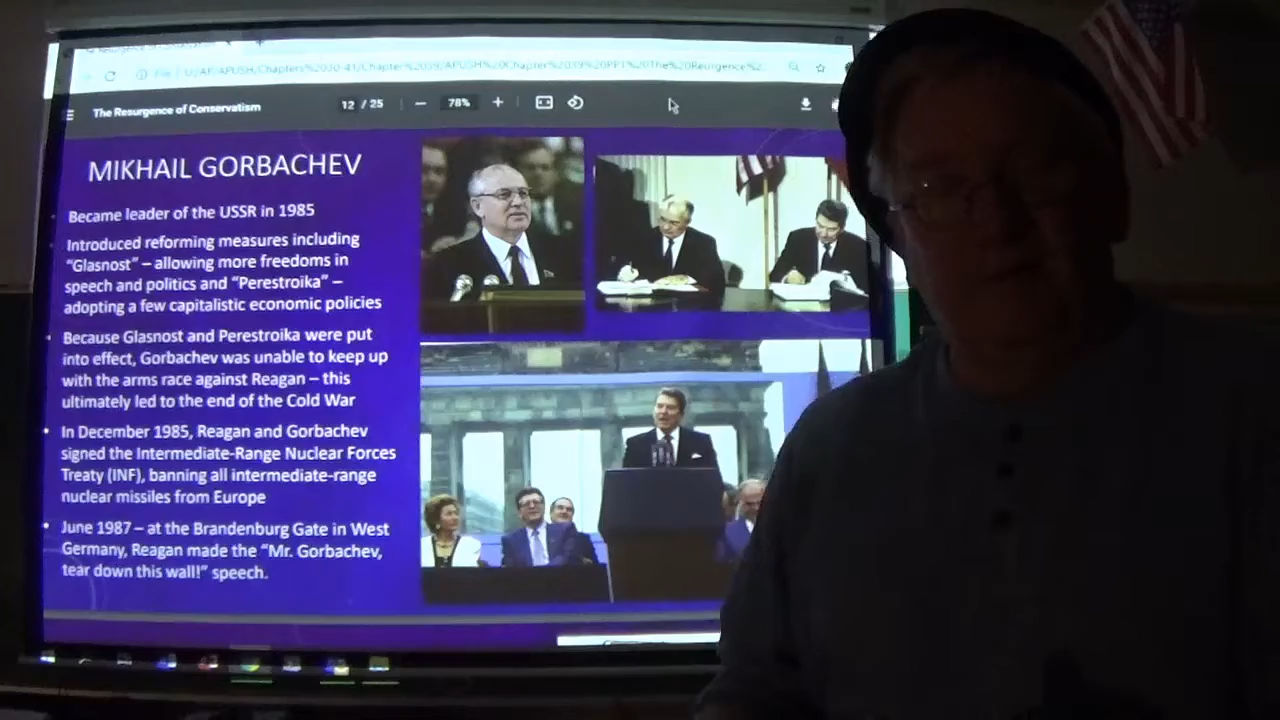 The Resurgence of Conservatism
12 / 25
78%
MIKHAIL GORBACHEV
Became leader of the USSR in 1985
Introduced reforming measures including
“Glasnost” – allowing more freedoms in
speech and politics and “Perestroika” –
adopting a few capitalistic economic policies
Because Glasnost and Perestroika were put
into effect, Gorbachev was unable to keep up
with the arms race against Reagan – this
ultimately led to the end of the Cold War
In December 1985, Reagan and Gorbachev
signed the Intermediate-Range Nuclear Forces
Treaty (INF), banning all intermediate-range
nuclear missiles from Europe
June 1987 – at the Brandenburg Gate in West
Germany, Reagan made the “Mr. Gorbachev,
tear down this wall!” speech.